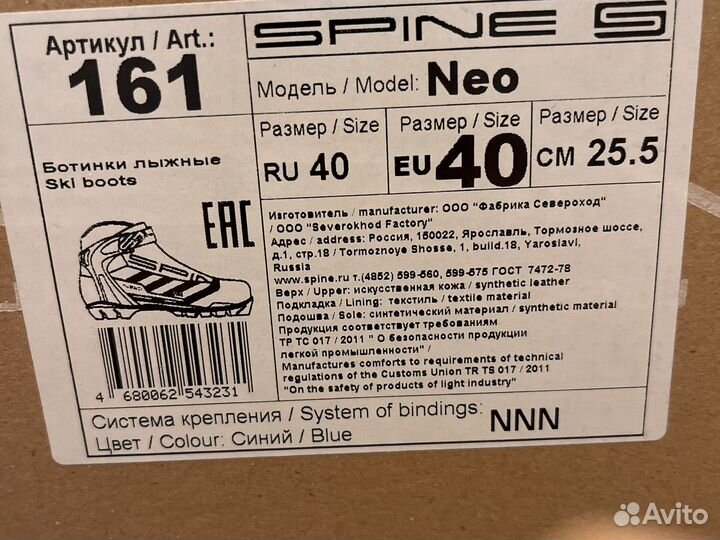 Артикул / Art.:
161
SPINE S
Модель / Model: Neo
Размер / Size
RU 40
Размер / Size
EU 40
Размер / Size
CM 25.5
Ботинки лыжные
Ski boots
EAC
SPINE
Изготовитель / manufacturer: ООО "Фабрика Североход"
/ OOO "Severokhod Factory"
Адрес / address: Россия, 150022, Ярославль, Тормозное шоссе,
д.1, стр.18 / Tormoznoye Shosse, 1, build.18, Yaroslavl,
Russia
www.spine.ru т.(4852) 599-560, 599-575 ГОСТ 7472-78
Верх / Upper: искусственная кожа / synthetic leather
Подкладка / Lining: текстиль / textile material
Подошва / Sole: синтетический материал / synthetic material
Продукция соответствует требованиям
ТР ТС 017 / 2011 " О безопасности продукции
легкой промышленности" /
Manufactures comforts to requirements of technical
regulations of the Customs Union TR TS 017 / 2011
"On the safety of products of light industry"
4 680062 543231
Система крепления / System of bindings: NNN
Цвет / Colour: Синий / Blue
Avito